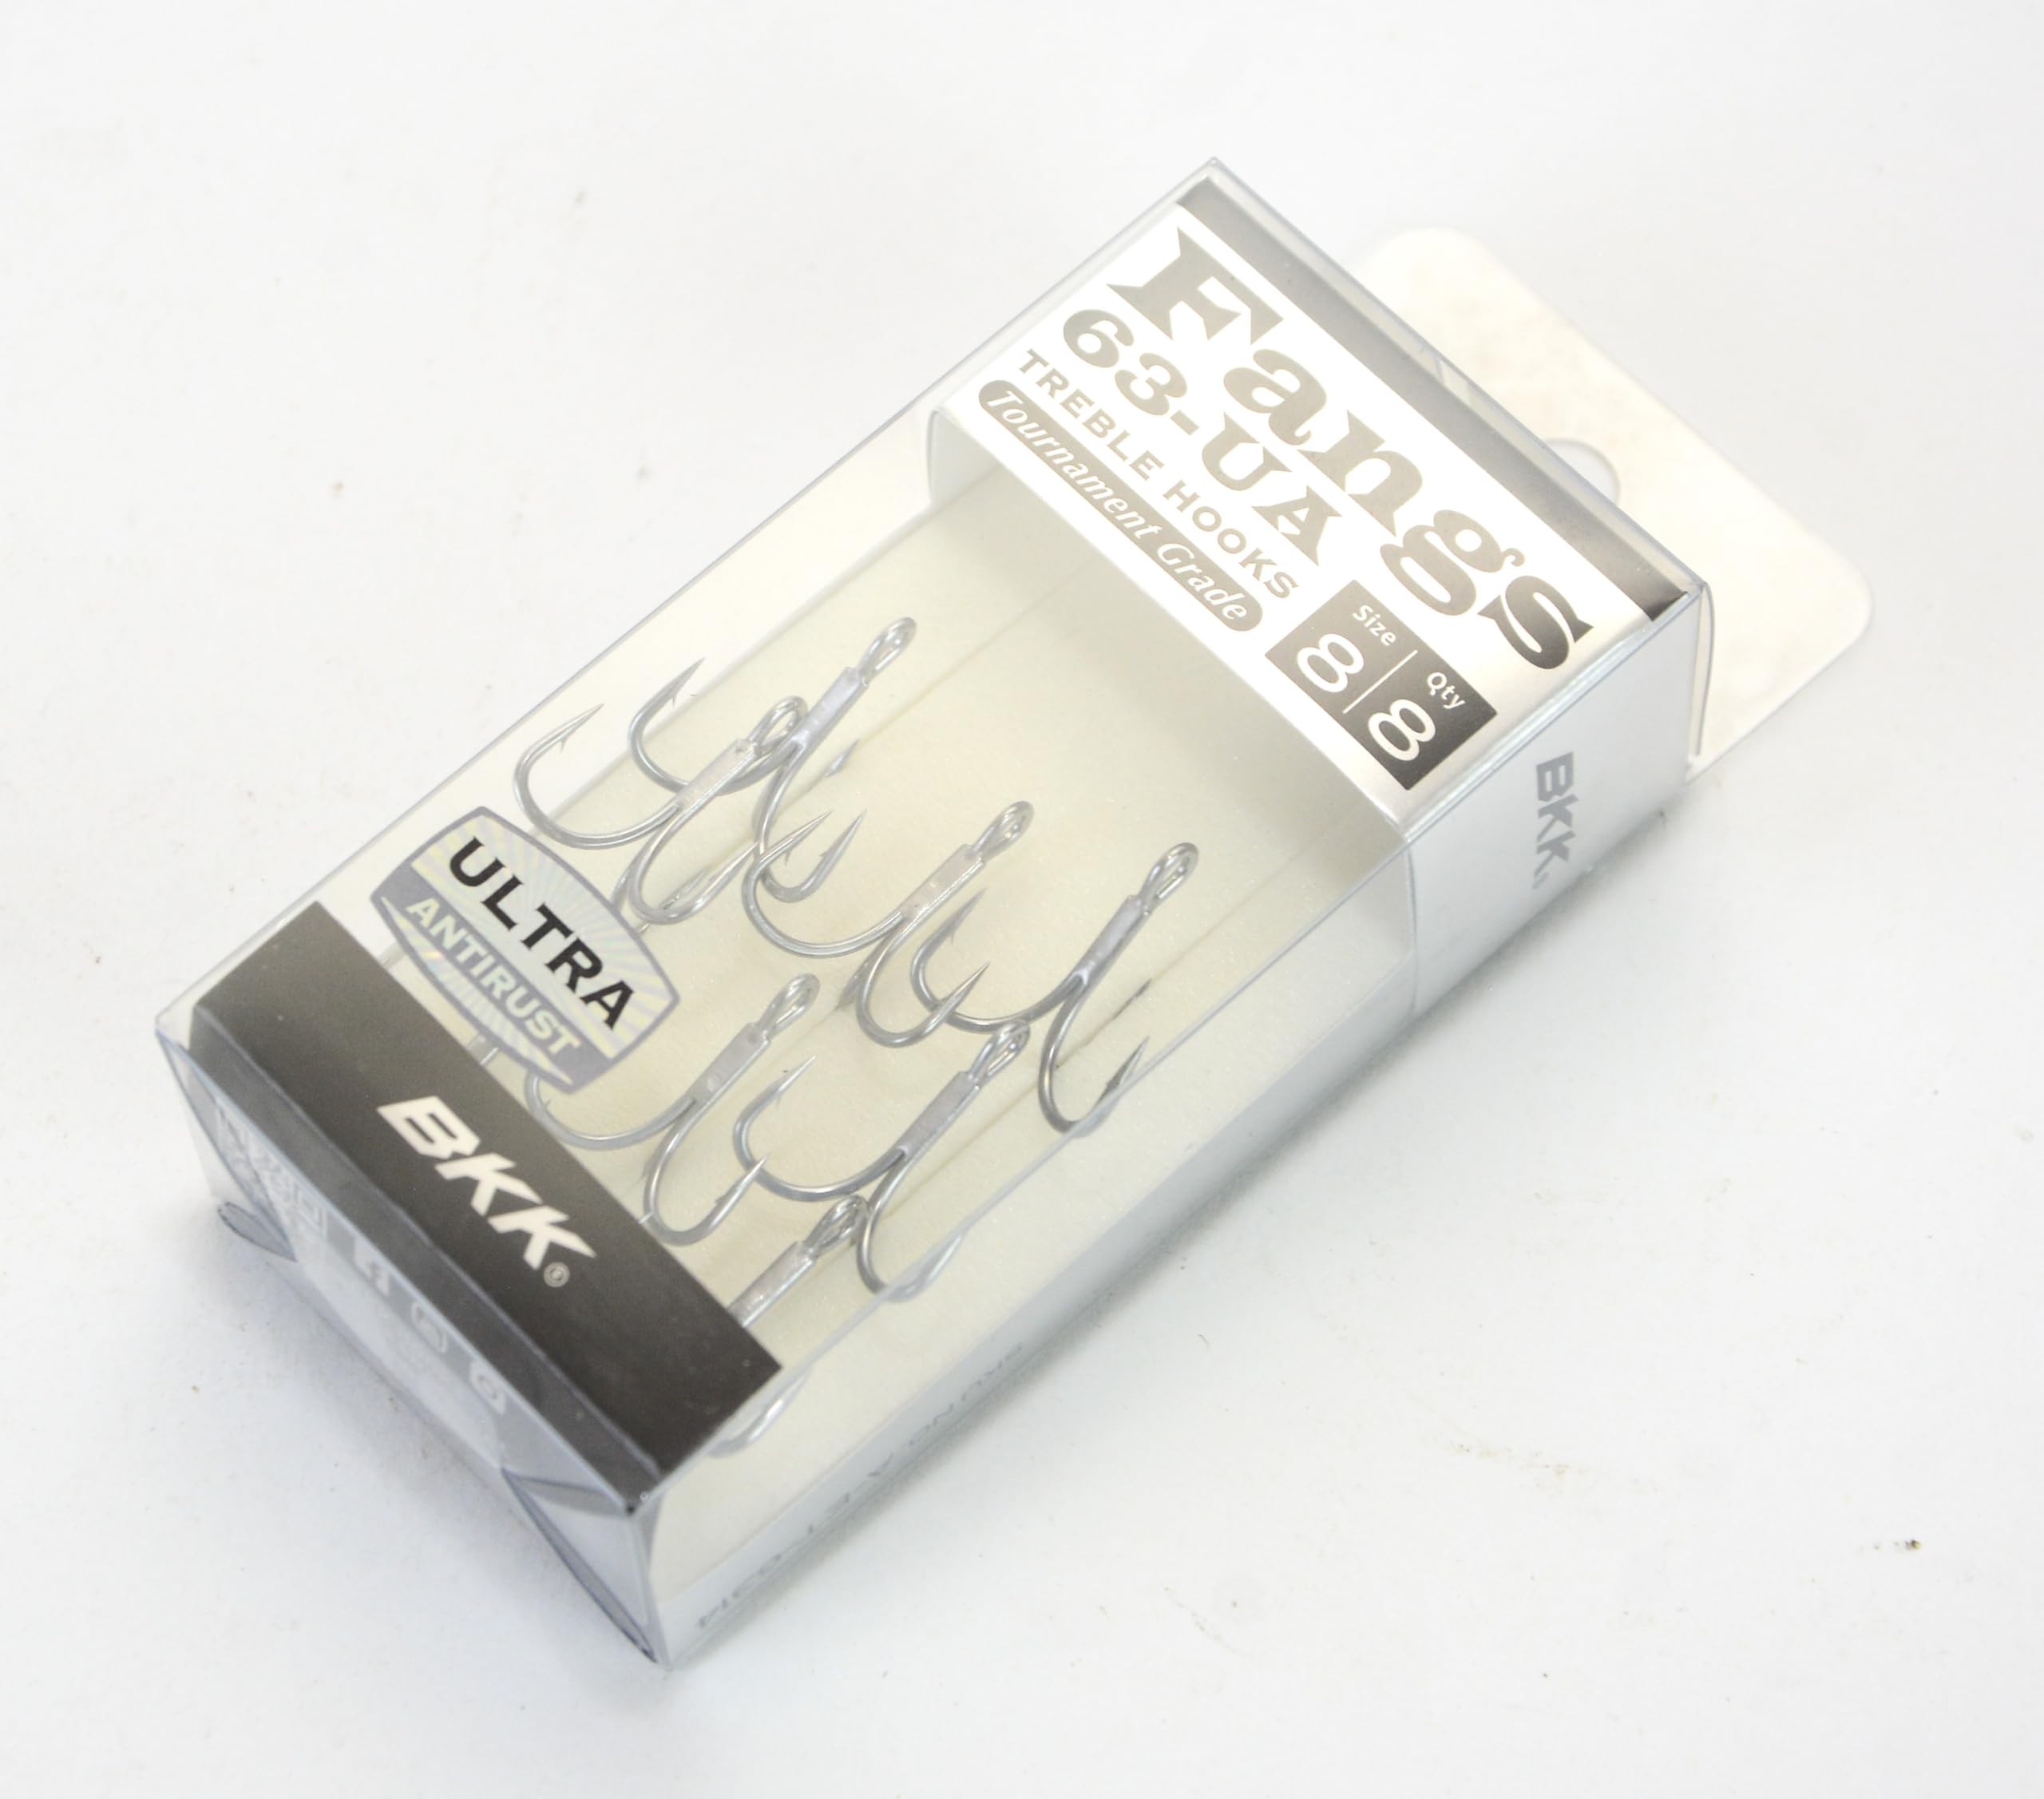 Fangs
63-UA
TREBLE HOOKS
Tournament Grade
Size
8
Qty
8
BKK
ULTRA
ANTIRUST
BKK®